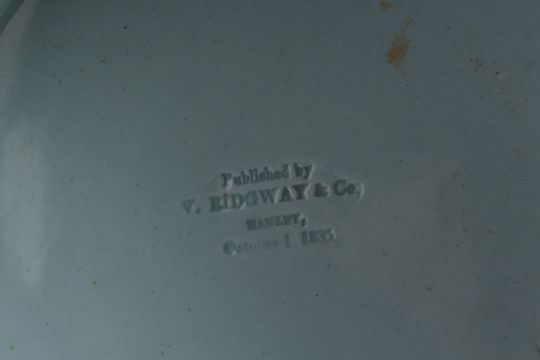 Published by
W. RIDGWAY & Co.
HANLEY,
October 1 1835.